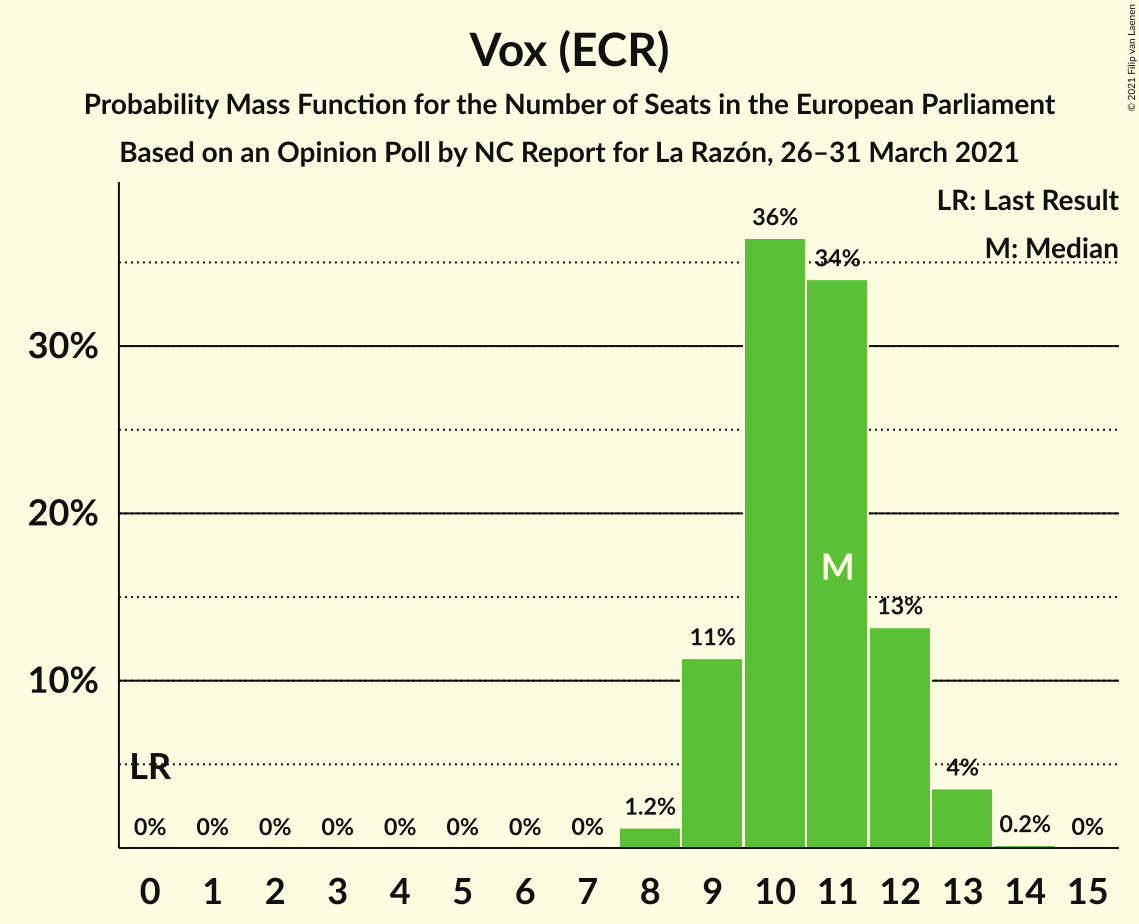 Vox (ECR)
Probability Mass Function for the Number of Seats in the European Parliament
Based on an Opinion Poll by NC Report for La Razón, 26–31 March 2021
© 2021 Filip van Laenen
LR: Last Result
M: Median
30%
20%
10%
LR
M
0% 0% 0% 0% 0% 0% 0% 0% 1.2% 11% 36% 34% 13% 4% 0.2% 0%
0 1 2 3 4 5 6 7 8 9 10 11 12 13 14 15